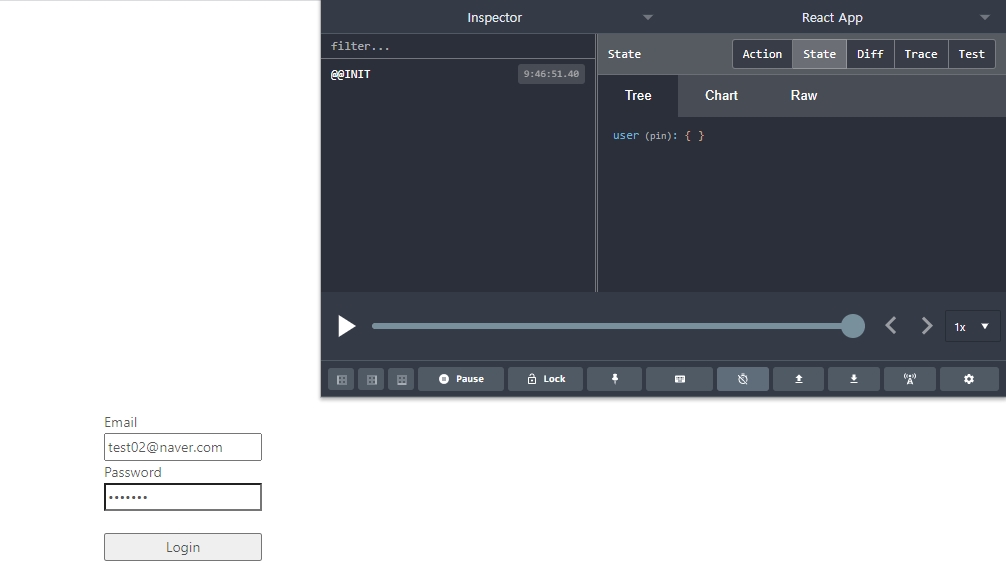 Inspector
React App
filter...
@@INIT
9:46:51.40
State
Action
State
Diff
Trace
Test
Tree
Chart
Raw
user (pin): { }
1x
Pause
Lock
Email
test02@naver.com
Password
•••••••
Login